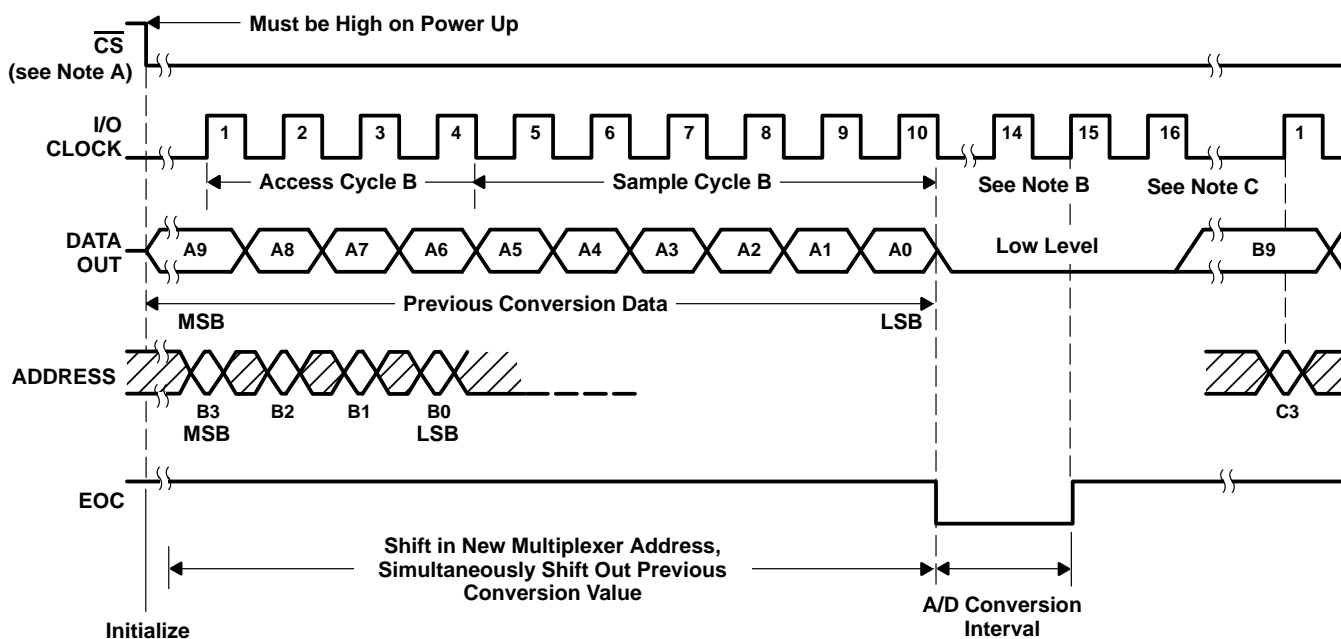 Must be High on Power Up
CS
(see Note A)
I/O
CLOCK
1 2 3 4 5 6 7 8 9 10 14 15 16 1
Access Cycle B
Sample Cycle B
See Note B
See Note C
DATA
OUT
A9 A8 A7 A6 A5 A4 A3 A2 A1 A0
Low Level
B9
Previous Conversion Data
MSB
LSB
ADDRESS
B3 B2 B1 B0
MSB
LSB
C3
EOC
Shift in New Multiplexer Address,
Simultaneously Shift Out Previous
Conversion Value
A/D Conversion
Interval
Initialize